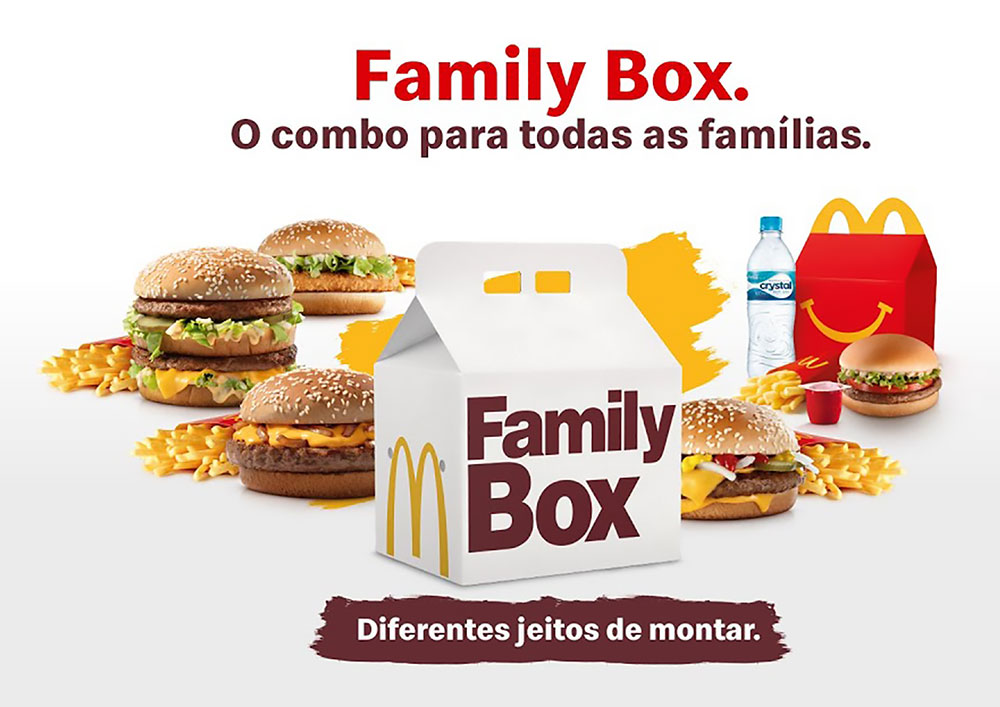 Family Box.
O combo para todas as famílias.
crystal
Family
Box
Diferentes jeitos de montar.